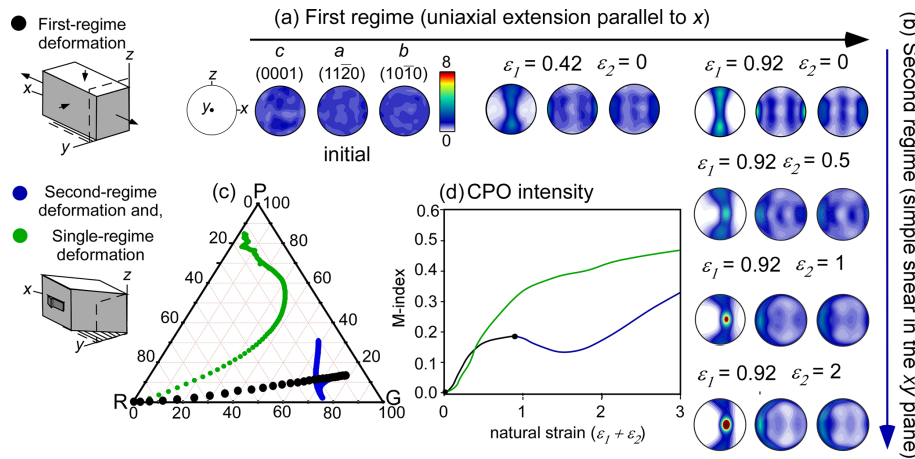 (a) First regime (uniaxial extension parallel to x)
First-regime
deformation
z
x
y
z
y
x
c
(0001)
a
(112̅0)
b
(101̅0)
8
0
initial
ε1 = 0.42 ε2 = 0
ε1 = 0.92 ε2 = 0
ε1 = 0.92 ε2 = 0.5
ε1 = 0.92 ε2 = 1
ε1 = 0.92 ε2 = 2
(b) Second regime (simple shear in the xy plane)
Second-regime
deformation and,
Single-regime
deformation
z
x
y
(c)
P
0 100
20 80
40 60
60 40
80 20
R
G
0 20 40 60 80 100
(d) CPO intensity
M-index
0.6
0.5
0.4
0.3
0.2
0.1
0.0
0 1 2 3
natural strain (ε1 + ε2)